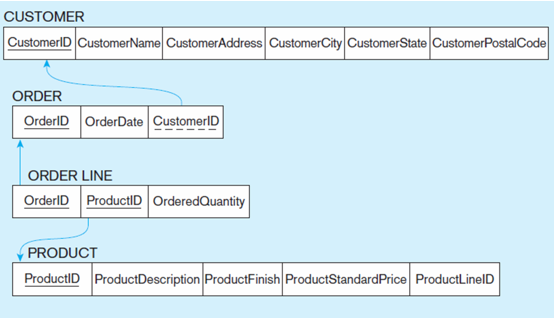 CUSTOMER
CustomerID CustomerName CustomerAddress CustomerCity CustomerState CustomerPostalCode
ORDER
OrderID OrderDate CustomerID
ORDER LINE
OrderID ProductID OrderedQuantity
PRODUCT
ProductID ProductDescription ProductFinish ProductStandardPrice ProductLineID